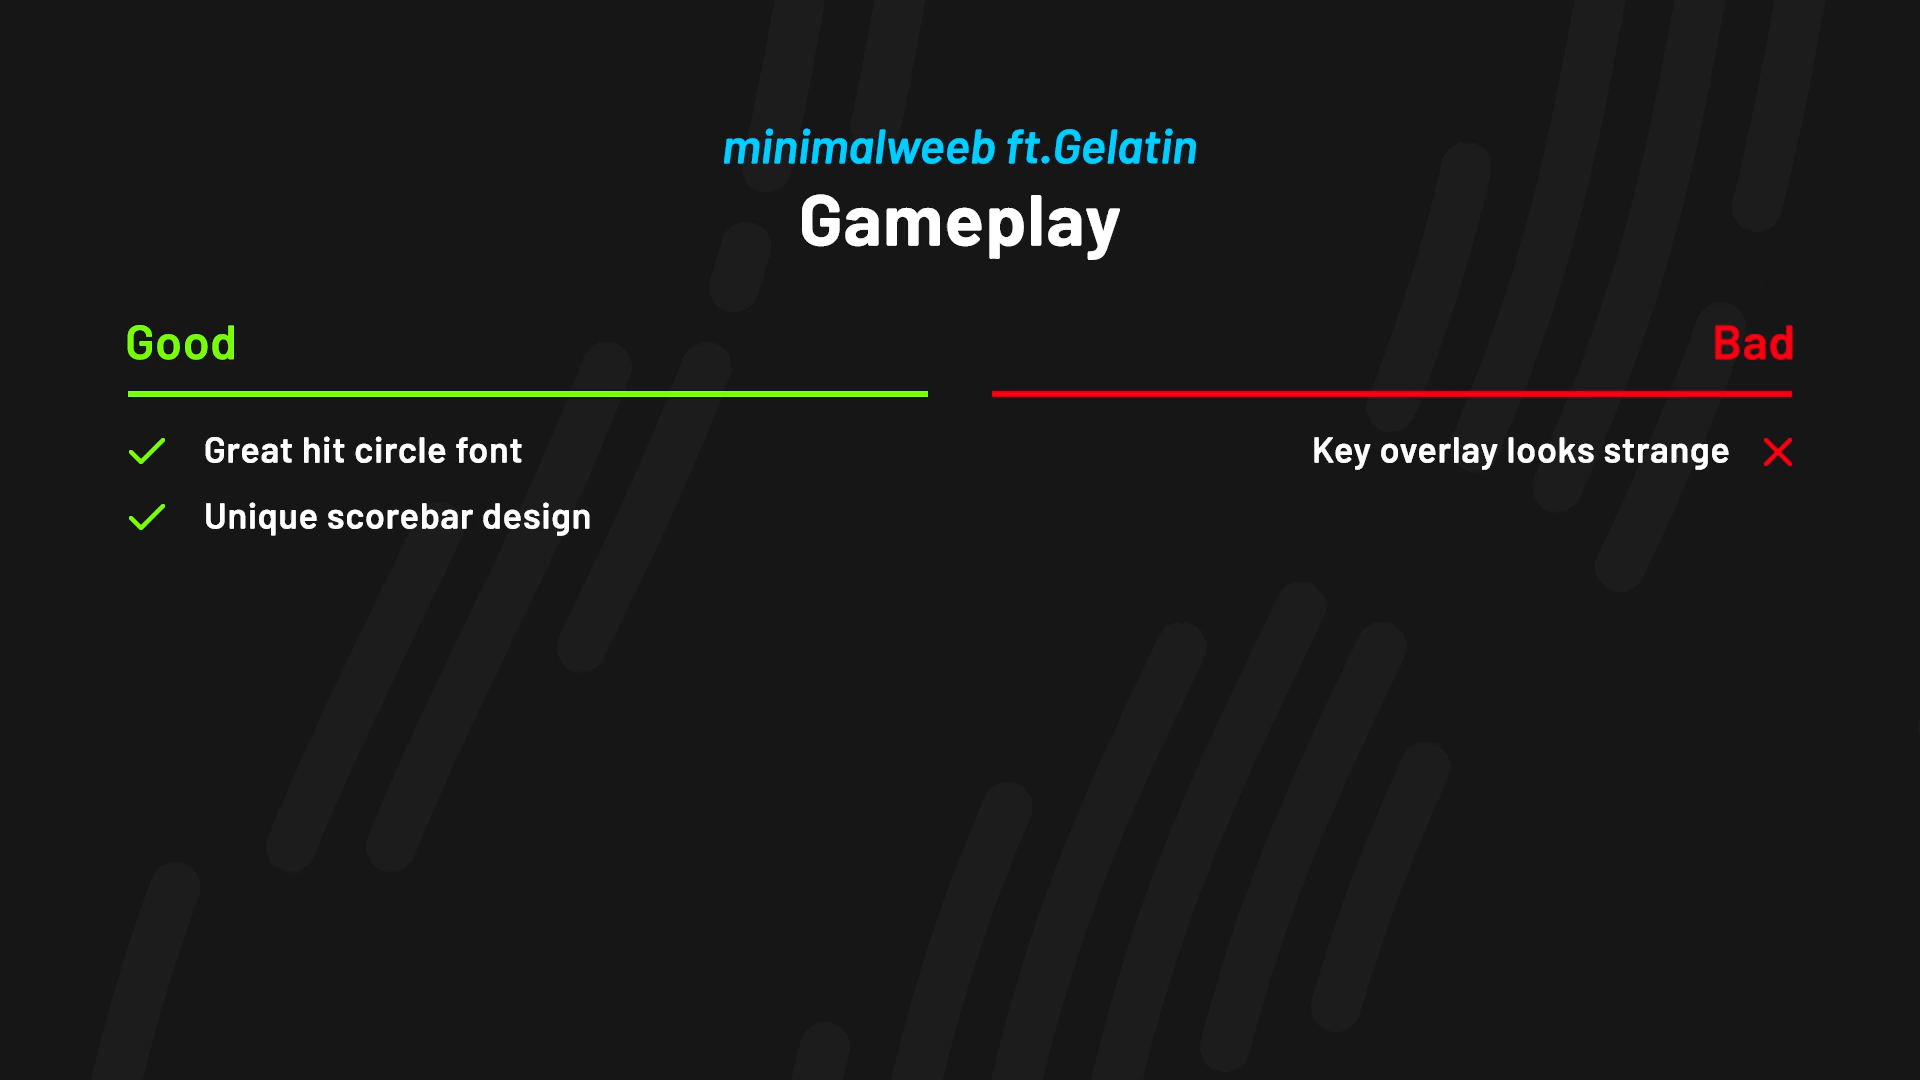 minimalweeb ft.Gelatin
Gameplay
Good
Great hit circle font
Unique scorebar design
Bad
Key overlay looks strange